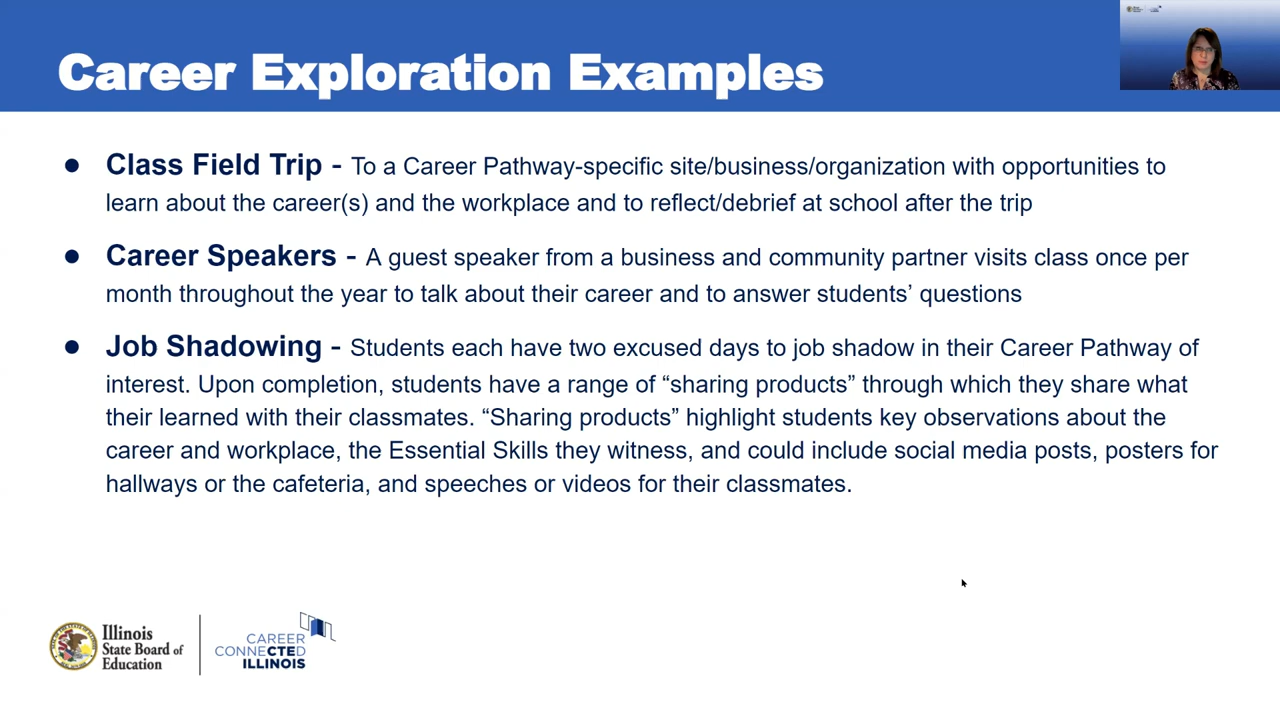 Career Exploration Examples
● Class Field Trip - To a Career Pathway-specific site/business/organization with opportunities to
learn about the career(s) and the workplace and to reflect/debrief at school after the trip
● Career Speakers - A guest speaker from a business and community partner visits class once per
month throughout the year to talk about their career and to answer students’ questions
● Job Shadowing - Students each have two excused days to job shadow in their Career Pathway of
interest. Upon completion, students have a range of “sharing products” through which they share what
their learned with their classmates. “Sharing products” highlight students key observations about the
career and workplace, the Essential Skills they witness, and could include social media posts, posters for
hallways or the cafeteria, and speeches or videos for their classmates.
Illinois
State Board of
Education
CAREER
CONNECTED
ILLINOIS